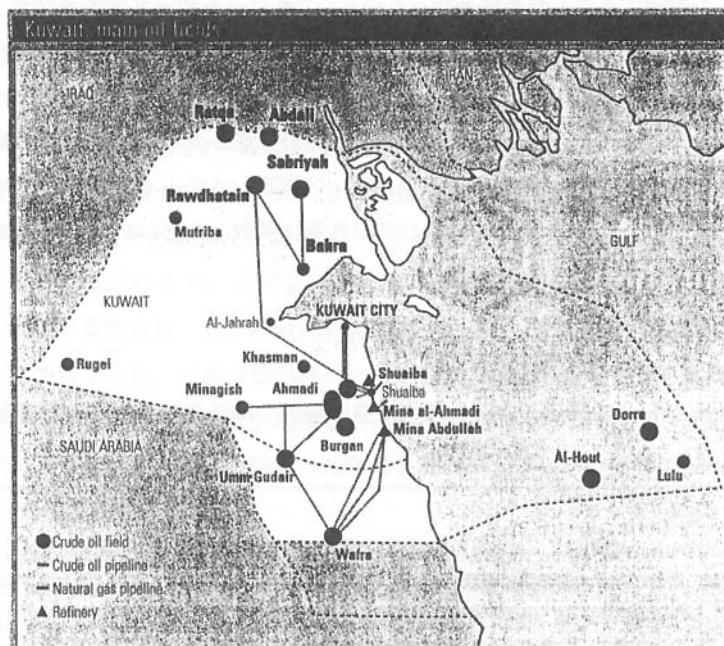 Kuwait, main oil fields
IRAQ
IRAN
Ratqa
Abdali
Sabriyah
Rawdhatain
Mutriba
Bahra
GULF
KUWAIT
Al-Jahrah
KUWAIT CITY
Khasman
Rugei
Shuaiba
Shuaiba
Minagish
Ahmadi
Mina al-Ahmadi
Mina Abdullah
Burgan
Dorra
SAUDI ARABIA
Umm Gudair
Al-Hout
Lulu
Wafra
Crude oil field
Crude oil pipeline
Natural gas pipeline
Refinery